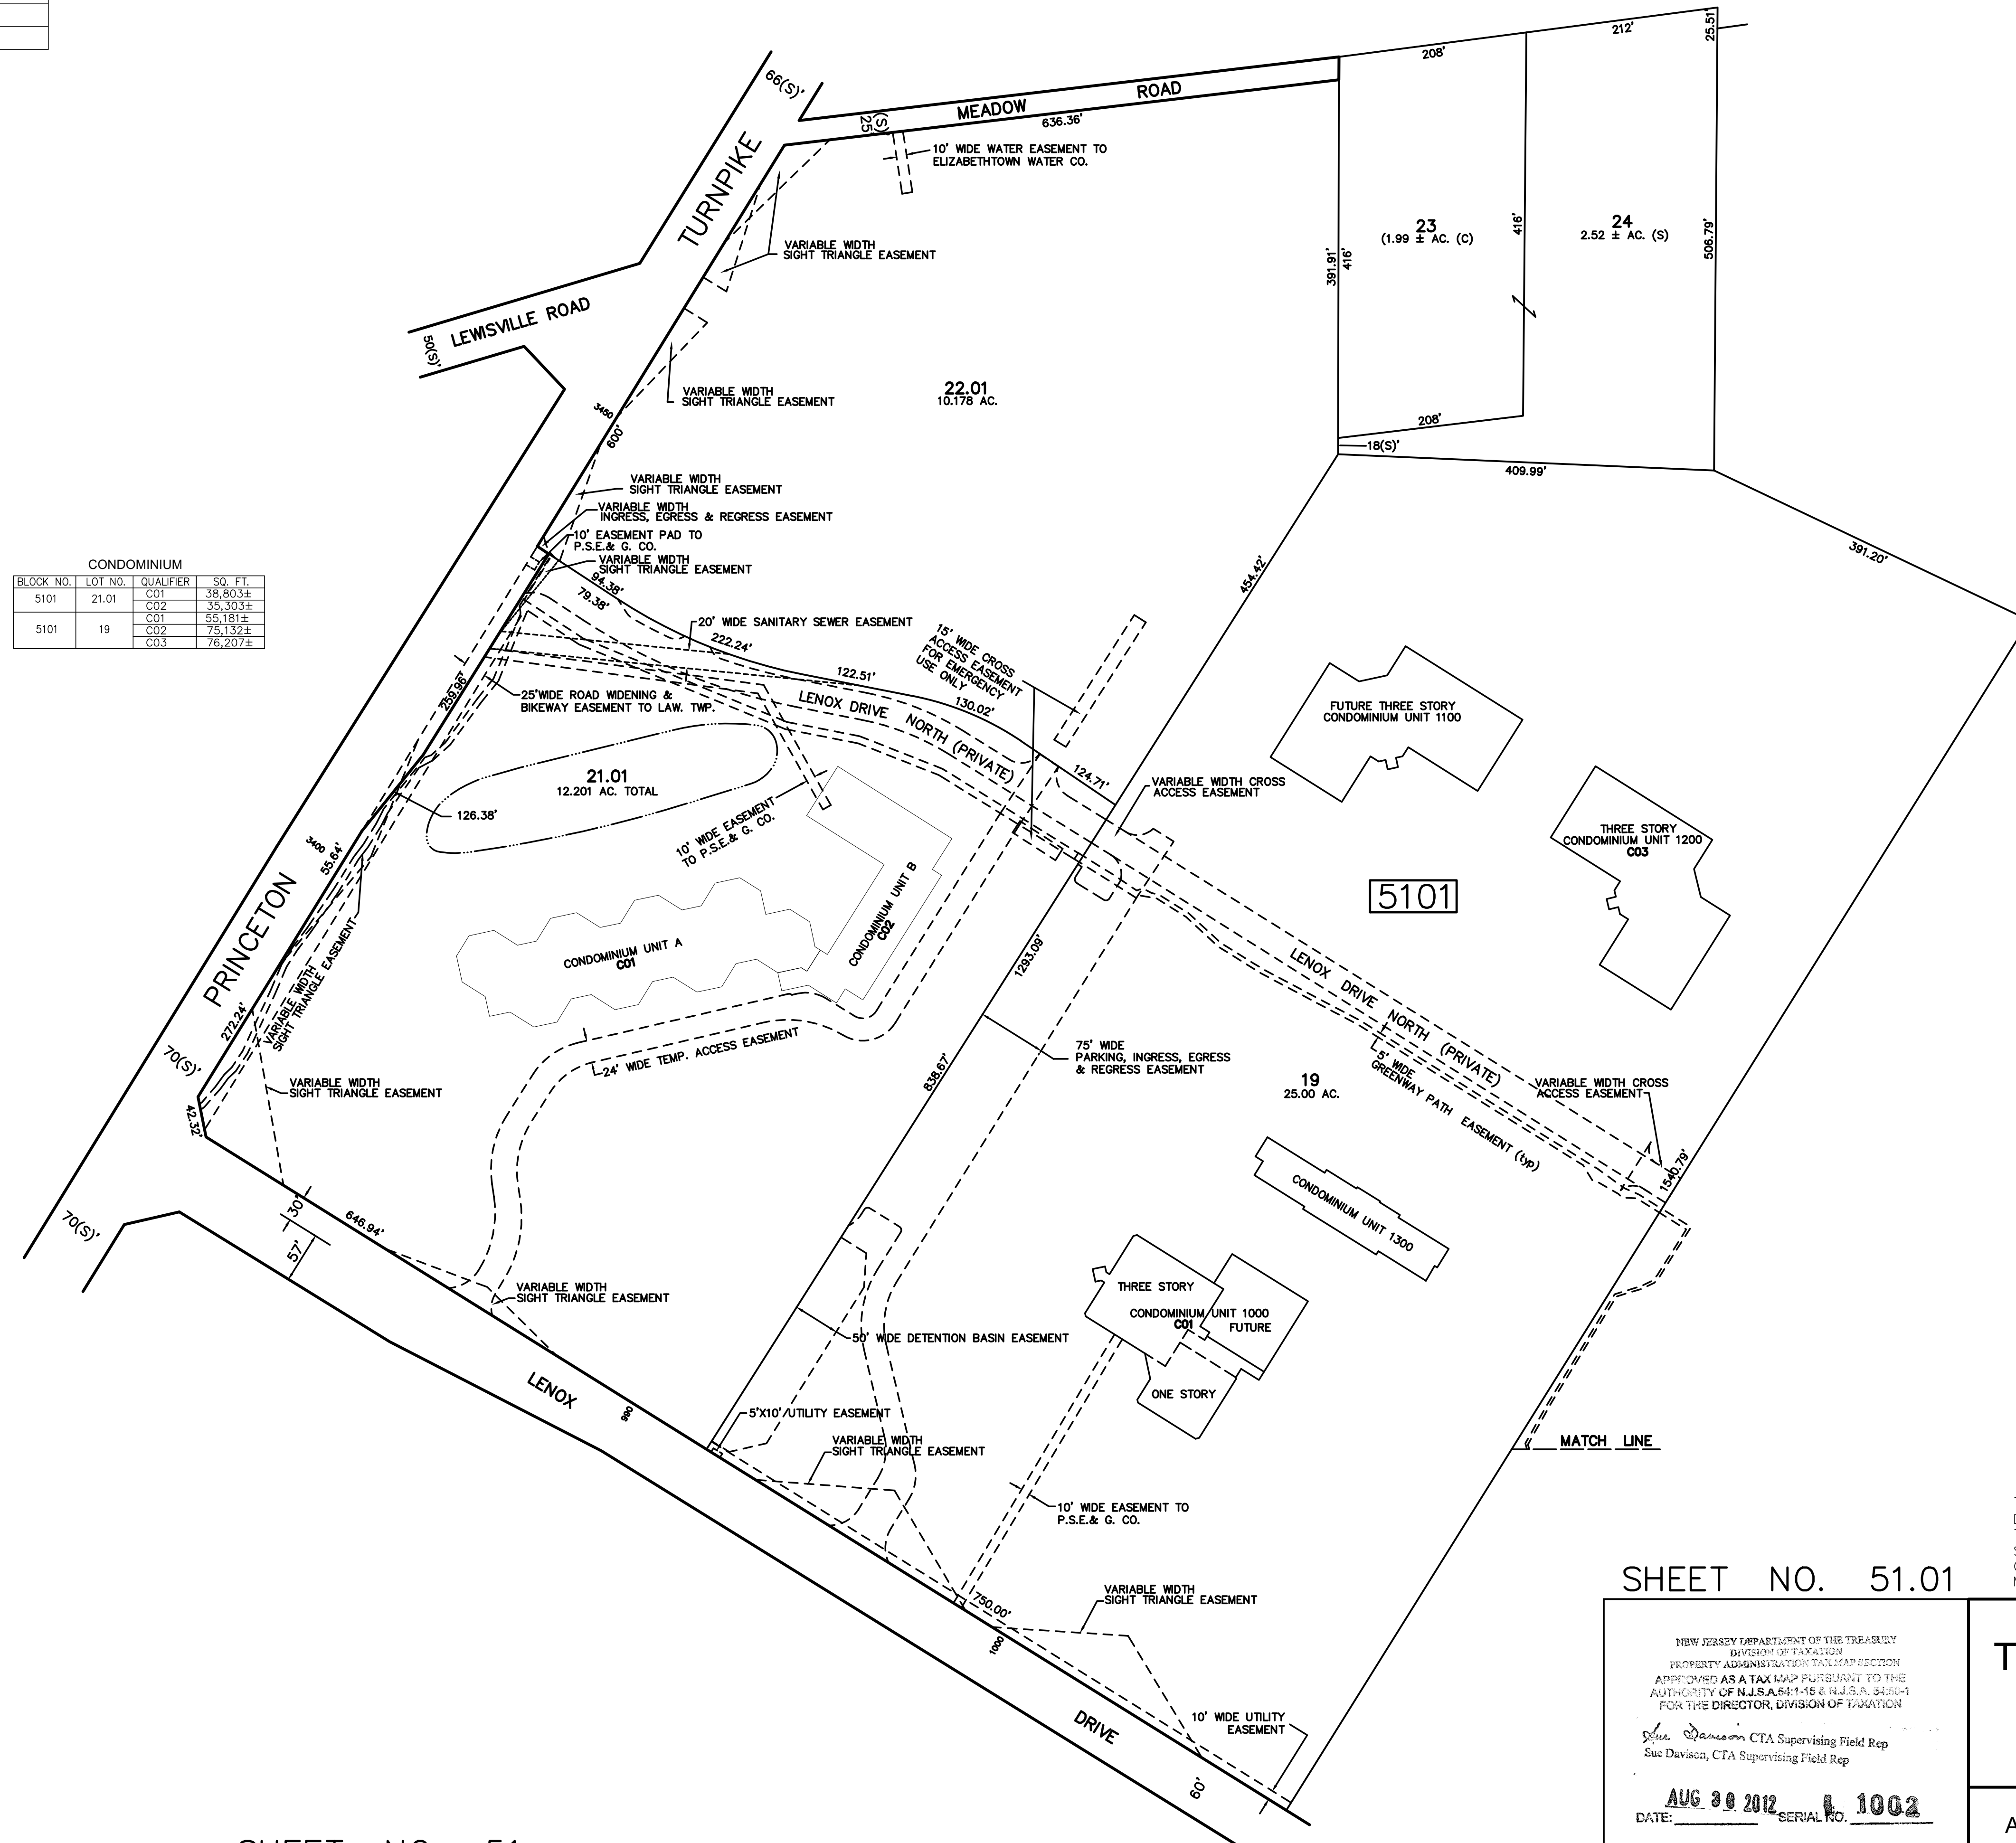 66(S)'
TURNPIKE
MEADOW ROAD
636.36'
25'(S)
10' WIDE WATER EASEMENT TO
ELIZABETHTOWN WATER CO.
208'
212'
25.51'
23
(1.99 ± AC. (C)
416'
24
2.52 ± AC. (S)
506.79'
391.91'
416'
VARIABLE WIDTH
SIGHT TRIANGLE EASEMENT
LEWISVILLE ROAD
50(S)'
VARIABLE WIDTH
SIGHT TRIANGLE EASEMENT
22.01
10.178 AC.
3450
600'
208'
18(S)'
409.99'
391.20'
454.42'
VARIABLE WIDTH
SIGHT TRIANGLE EASEMENT
VARIABLE WIDTH
INGRESS, EGRESS & REGRESS EASEMENT
10' EASEMENT PAD TO
P.S.E.& G. CO.
VARIABLE WIDTH
SIGHT TRIANGLE EASEMENT
CONDOMINIUM
BLOCK NO. LOT NO. QUALIFIER SQ. FT.
5101 21.01 C01 38,803±
C02 35,303±
5101 19 C01 55,181±
C02 75,132±
C03 76,207±
94.38'
79.38'
20' WIDE SANITARY SEWER EASEMENT
222.24'
122.51'
130.02'
124.71'
15' WIDE CROSS
ACCESS EASEMENT
FOR EMERGENCY
USE ONLY
LENOX DRIVE NORTH (PRIVATE)
259.96'
25'WIDE ROAD WIDENING &
BIKEWAY EASEMENT TO LAW. TWP.
21.01
12.201 AC. TOTAL
126.38'
10' WIDE EASEMENT
TO P.S.E.& G. CO.
VARIABLE WIDTH CROSS
ACCESS EASEMENT
FUTURE THREE STORY
CONDOMINIUM UNIT 1100
THREE STORY
CONDOMINIUM UNIT 1200
C03
5101
3400
55.64'
PRINCETON
272.24'
VARIABLE WIDTH
SIGHT TRIANGLE EASEMENT
CONDOMINIUM UNIT A
C01
CONDOMINIUM UNIT B
C02
1293.09'
LENOX DRIVE NORTH (PRIVATE)
5' WIDE
GREENWAY PATH EASEMENT (typ)
VARIABLE WIDTH CROSS
ACCESS EASEMENT
1540.79'
75' WIDE
PARKING, INGRESS, EGRESS
& REGRESS EASEMENT
838.67'
19
25.00 AC.
70(S)'
42.32'
VARIABLE WIDTH
SIGHT TRIANGLE EASEMENT
24' WIDE TEMP. ACCESS EASEMENT
70(S)'
30'
57'
646.94'
VARIABLE WIDTH
SIGHT TRIANGLE EASEMENT
CONDOMINIUM UNIT 1300
THREE STORY
CONDOMINIUM UNIT 1000
C01
FUTURE
ONE STORY
50' WIDE DETENTION BASIN EASEMENT
LENOX
990
5'X10' UTILITY EASEMENT
VARIABLE WIDTH
SIGHT TRIANGLE EASEMENT
MATCH LINE
10' WIDE EASEMENT TO
P.S.E.& G. CO.
750.00'
1000
VARIABLE WIDTH
SIGHT TRIANGLE EASEMENT
10' WIDE UTILITY
EASEMENT
DRIVE
60'
SHEET NO. 51.01
NEW JERSEY DEPARTMENT OF THE TREASURY
DIVISION OF TAXATION
PROPERTY ADMINISTRATION TAX MAP SECTION
APPROVED AS A TAX MAP PURSUANT TO THE
AUTHORITY OF N.J.S.A.54:1-15 & N.J.S.A. 54:50-1
FOR THE DIRECTOR, DIVISION OF TAXATION
Sue Davison CTA Supervising Field Rep
Sue Davison, CTA Supervising Field Rep
DATE: AUG 30 2012 SERIAL NO. 1002
SHEET NO. 51